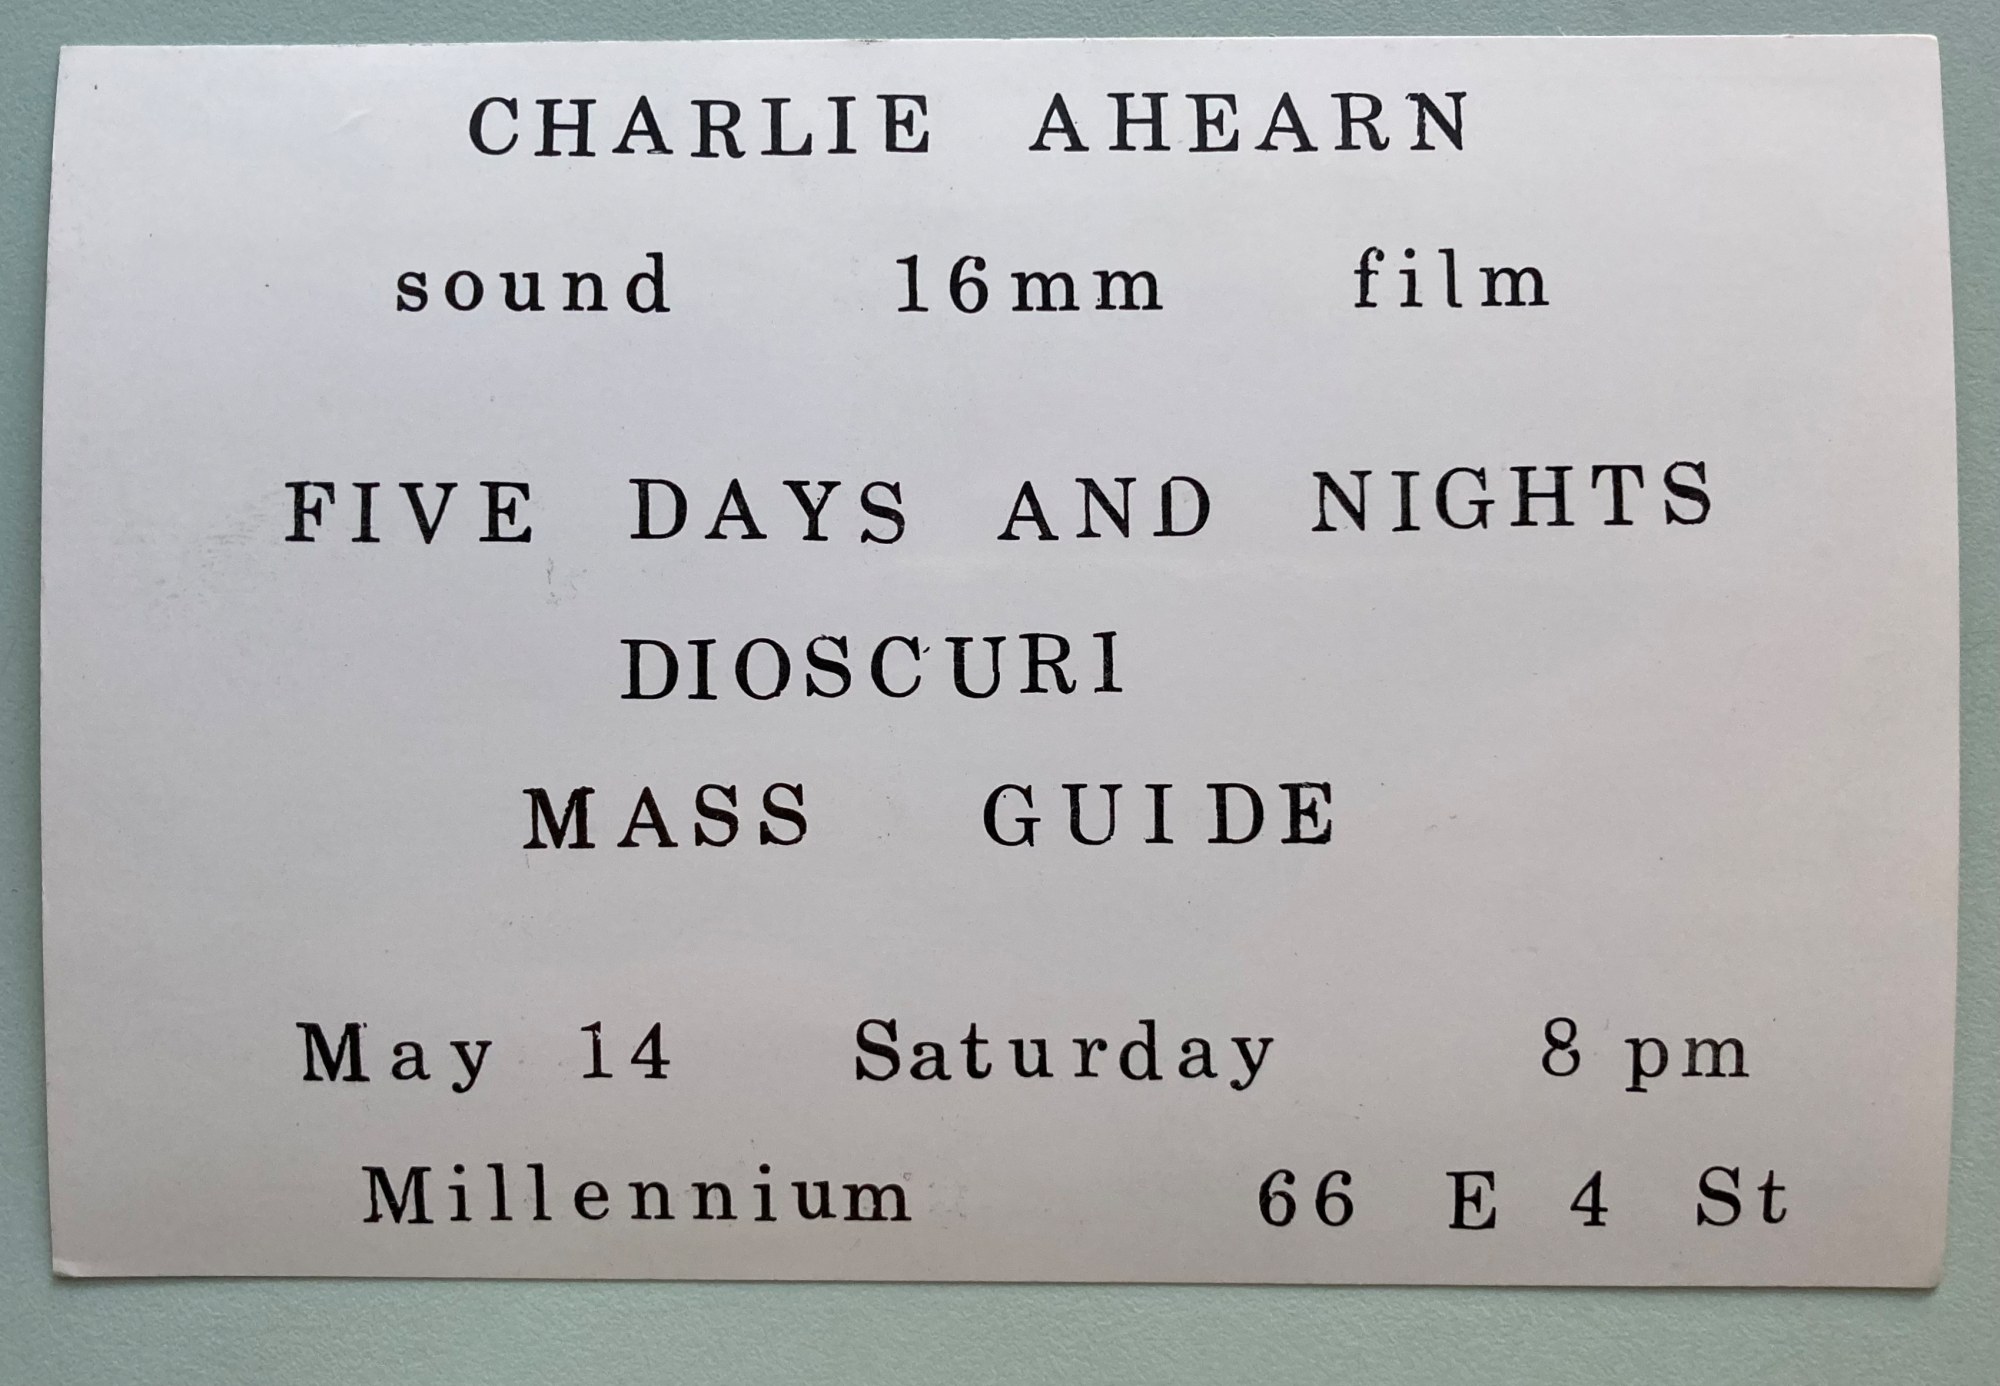 CHARLIE AHEARN
sound 16mm film
FIVE DAYS AND NIGHTS
DIOSCURI
MASS GUIDE
May 14 Saturday 8 pm
Millennium 66 E 4 St